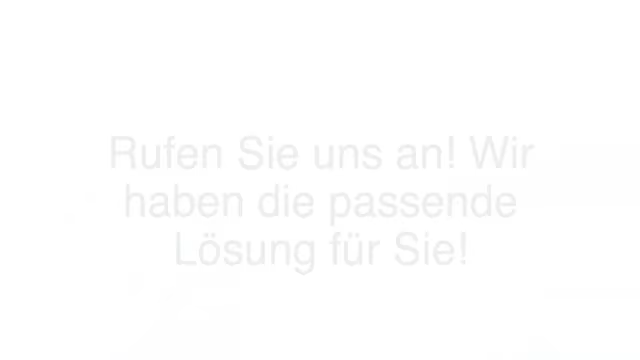 Rufen Sie uns an! Wir
haben die passende
Lösung für Sie!